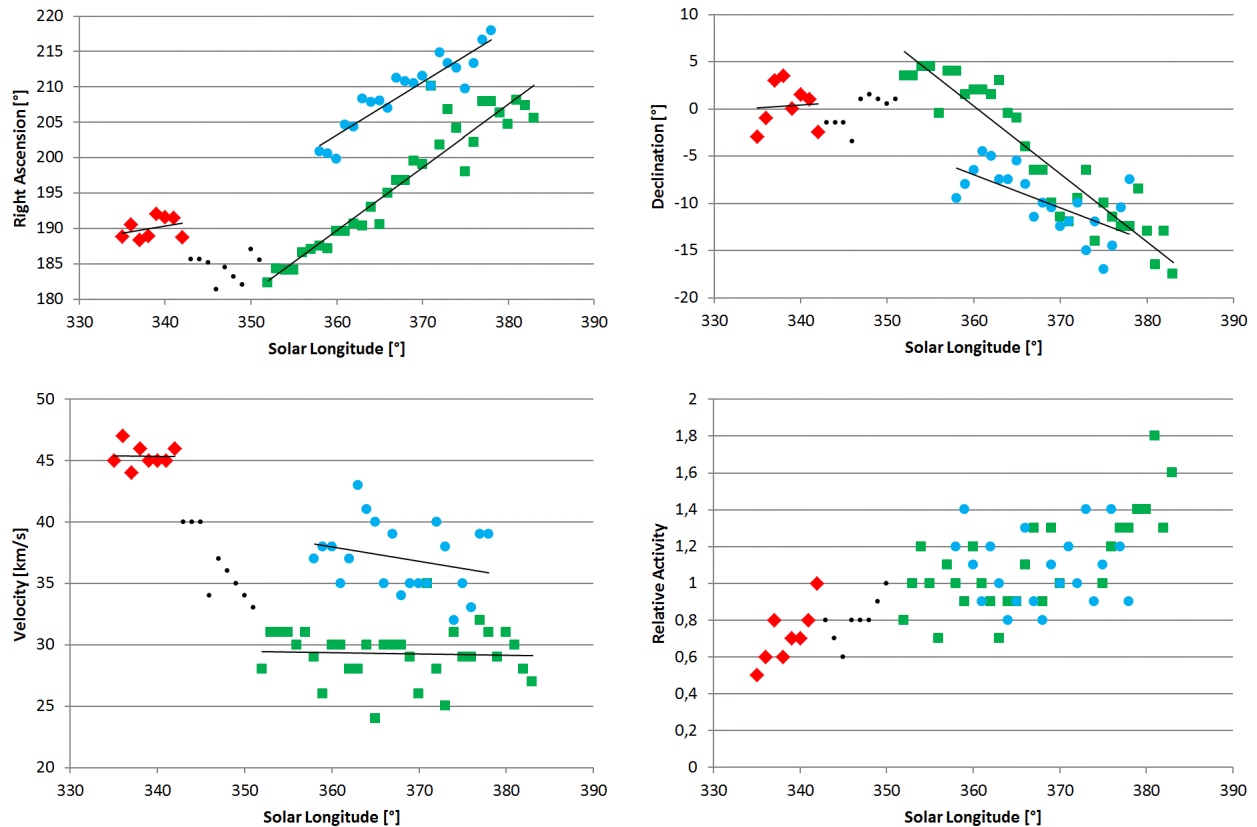 220
215
210
205
200
195
190
185
180
Right Ascension [°]
330 340 350 360 370 380 390
Solar Longitude [°]
10
5
0
-5
-10
-15
-20
Declination [°]
330 340 350 360 370 380 390
Solar Longitude [°]
50
45
40
35
30
25
20
Velocity [km/s]
330 340 350 360 370 380 390
Solar Longitude [°]
2
1,8
1,6
1,4
1,2
1
0,8
0,6
0,4
0,2
0
Relative Activity
330 340 350 360 370 380 390
Solar Longitude [°]